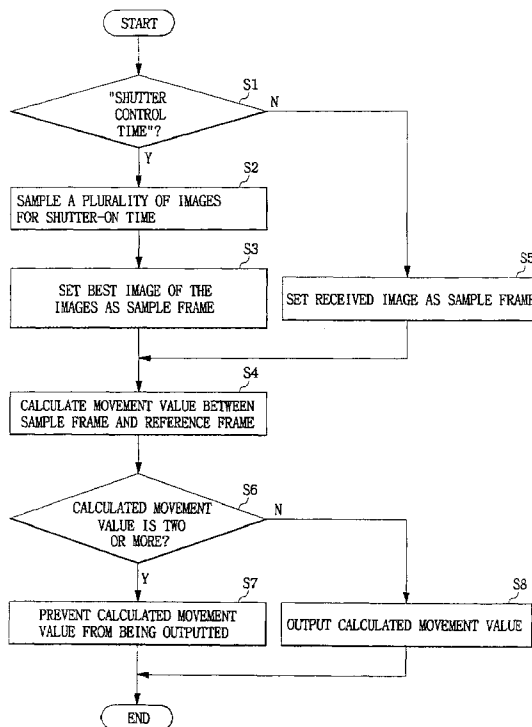 START
S1
"SHUTTER
CONTROL
TIME"?
N
Y
S2
SAMPLE A PLURALITY OF IMAGES
FOR SHUTTER-ON TIME
S3
SET BEST IMAGE OF THE
IMAGES AS SAMPLE FRAME
S5
SET RECEIVED IMAGE AS SAMPLE FRAME
S4
CALCULATE MOVEMENT VALUE BETWEEN
SAMPLE FRAME AND REFERENCE FRAME
S6
CALCULATED MOVEMENT
VALUE IS TWO
OR MORE?
N
Y
S7
PREVENT CALCULATED MOVEMENT
VALUE FROM BEING OUTPUTTED
S8
OUTPUT CALCULATED MOVEMENT VALUE
END